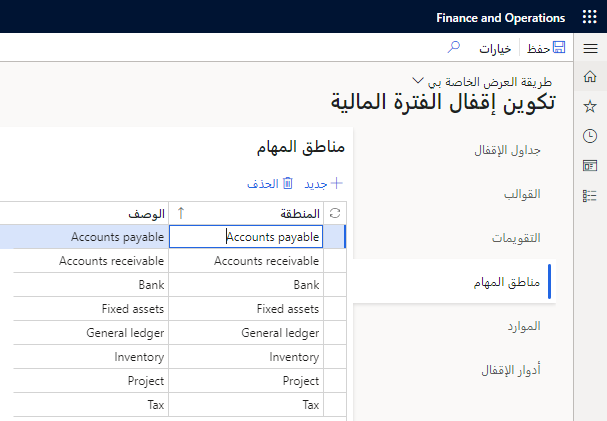 Finance and Operations
حفظ خيارات
طريقة العرض الخاصة بي
تكوين إقفال الفترة المالية
جداول الإقفال
القوالب
التقويمات
مناطق المهام
الموارد
أدوار الإقفال
مناطق المهام
جديد الحذف
المنطقة الوصف
Accounts payable Accounts payable
Accounts receivable Accounts receivable
Bank Bank
Fixed assets Fixed assets
General ledger General ledger
Inventory Inventory
Project Project
Tax Tax